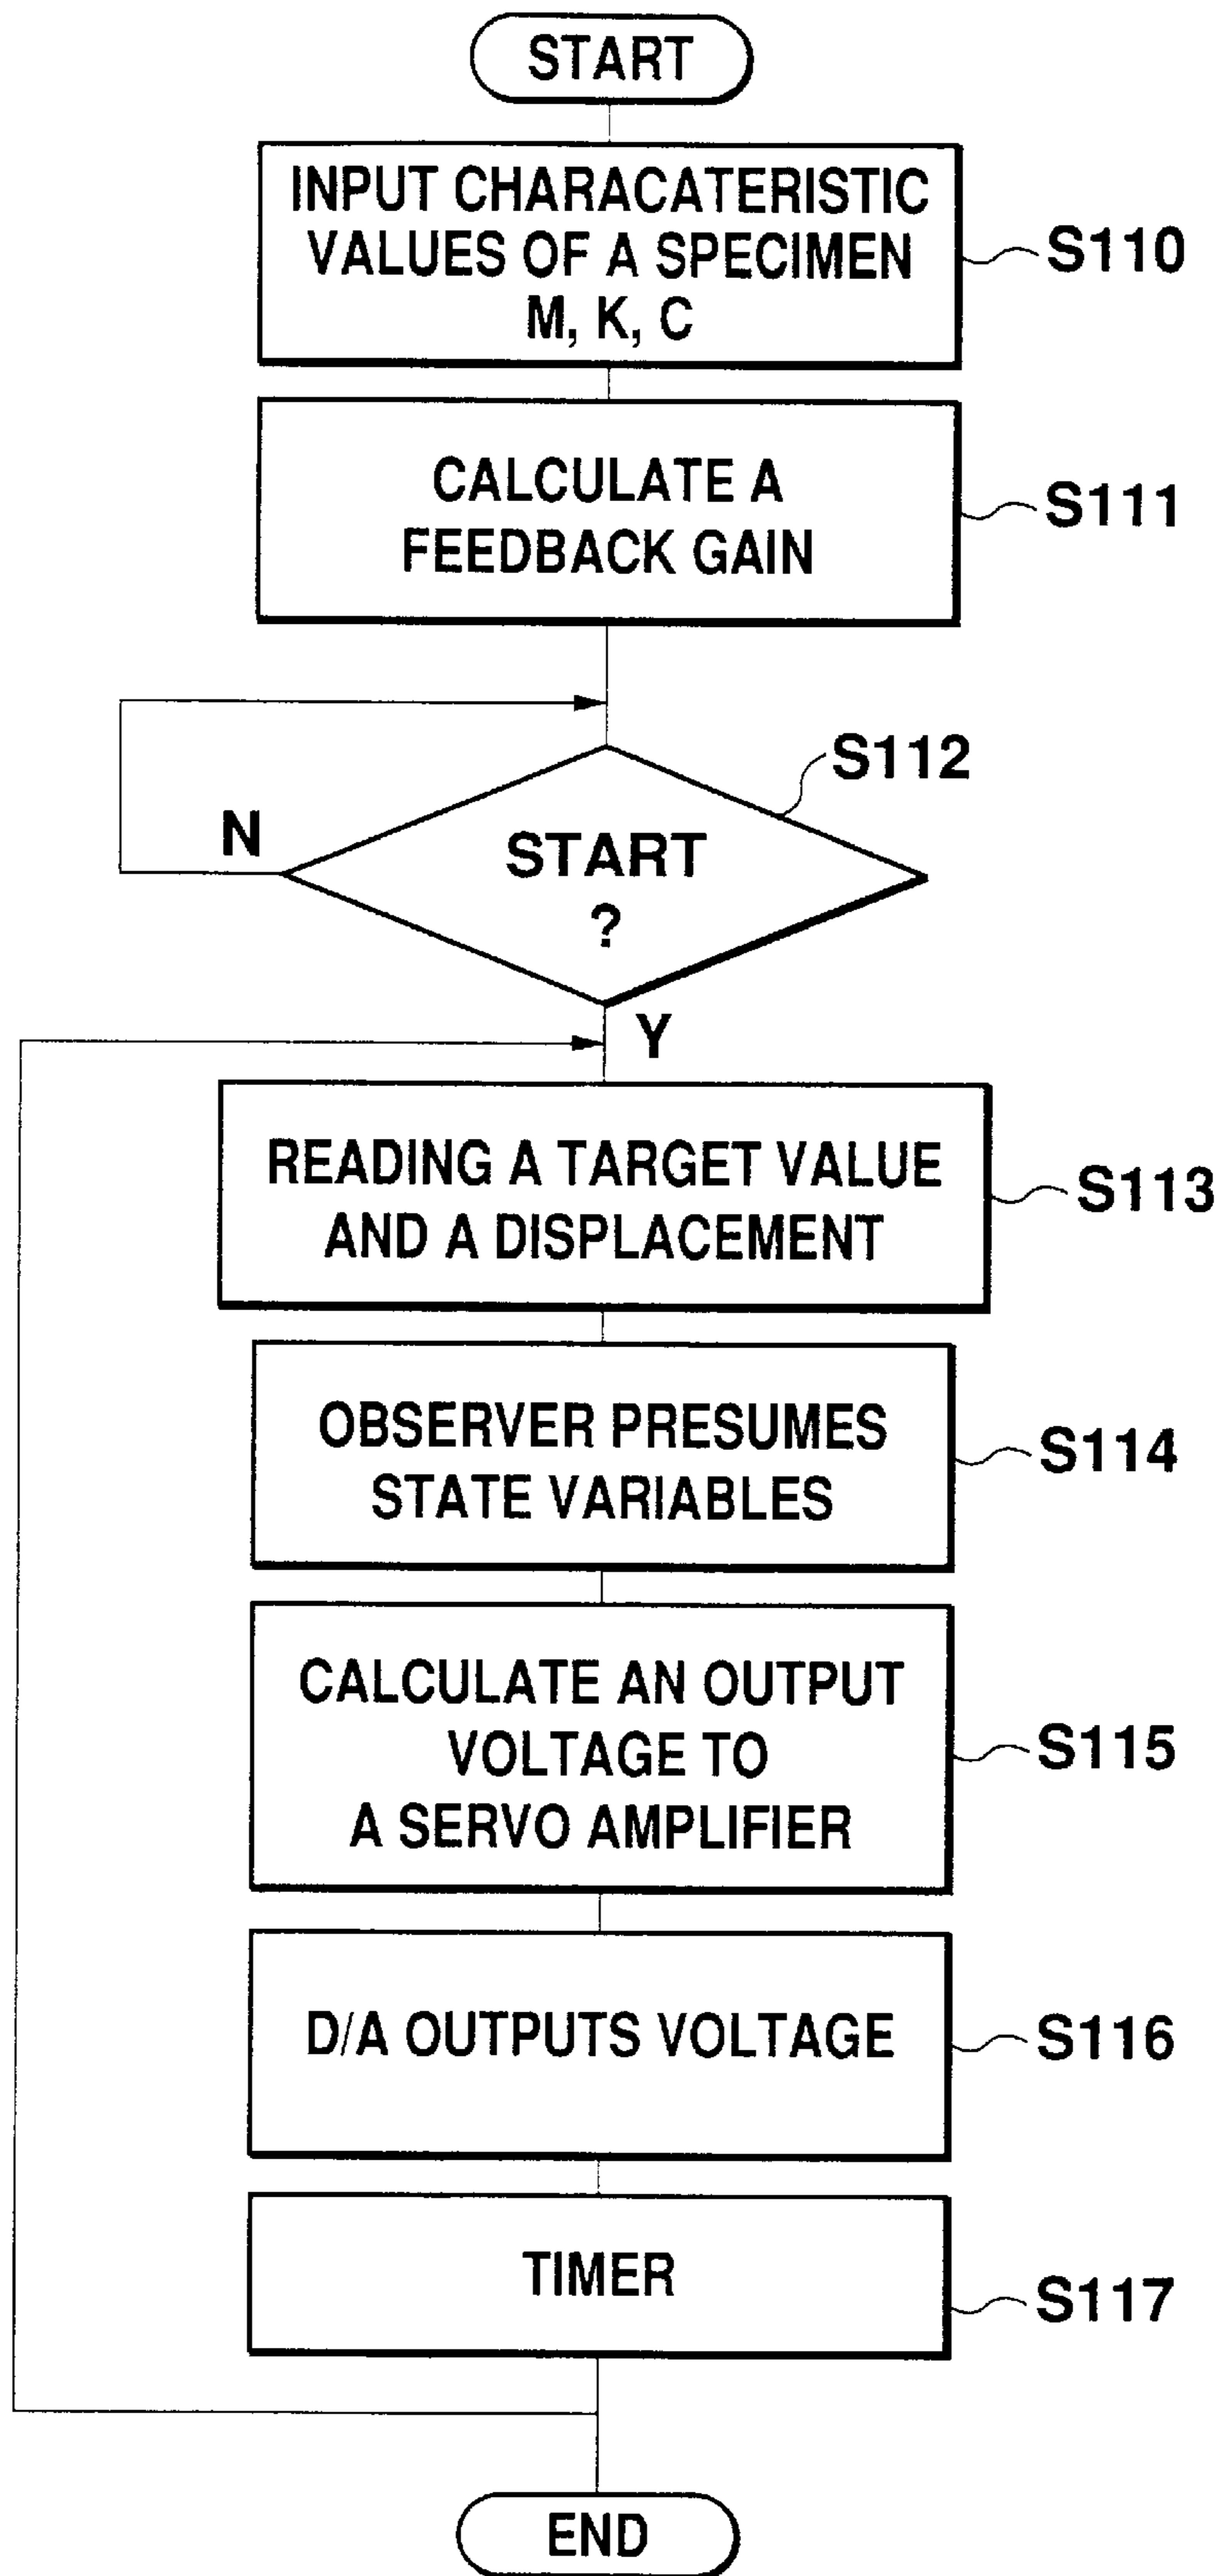 START
INPUT CHARACATERISTIC
VALUES OF A SPECIMEN
M, K, C
S110
CALCULATE A
FEEDBACK GAIN
S111
S112
N
START
?
Y
READING A TARGET VALUE
AND A DISPLACEMENT
S113
OBSERVER PRESUMES
STATE VARIABLES
S114
CALCULATE AN OUTPUT
VOLTAGE TO
A SERVO AMPLIFIER
S115
D/A OUTPUTS VOLTAGE
S116
TIMER
S117
END